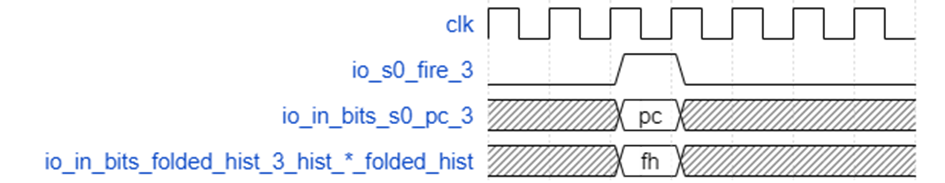 clk
io_s0_fire_3
io_in_bits_s0_pc_3 pc
io_in_bits_folded_hist_3_hist_*_folded_hist fh